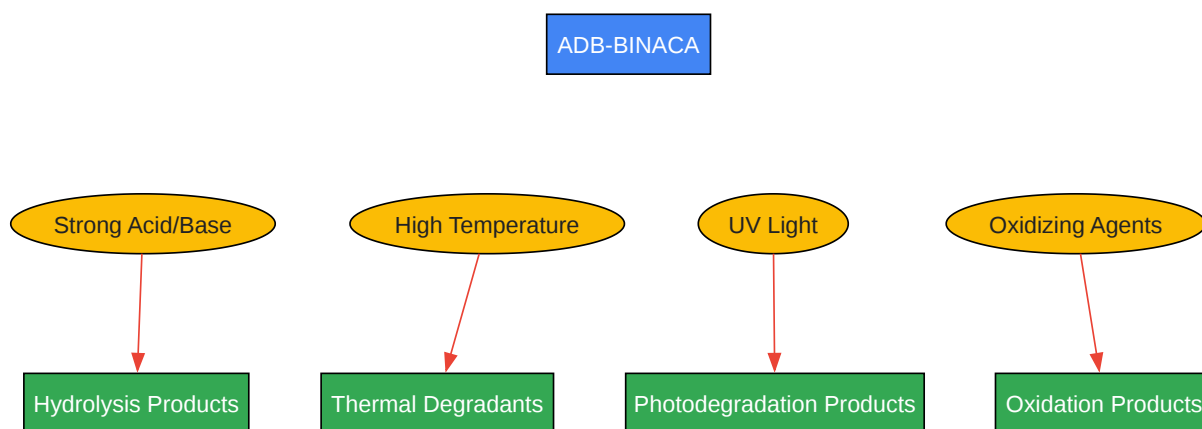 ADB-BINACA
Strong Acid/Base
High Temperature
UV Light
Oxidizing Agents
Hydrolysis Products
Thermal Degradants
Photodegradation Products
Oxidation Products